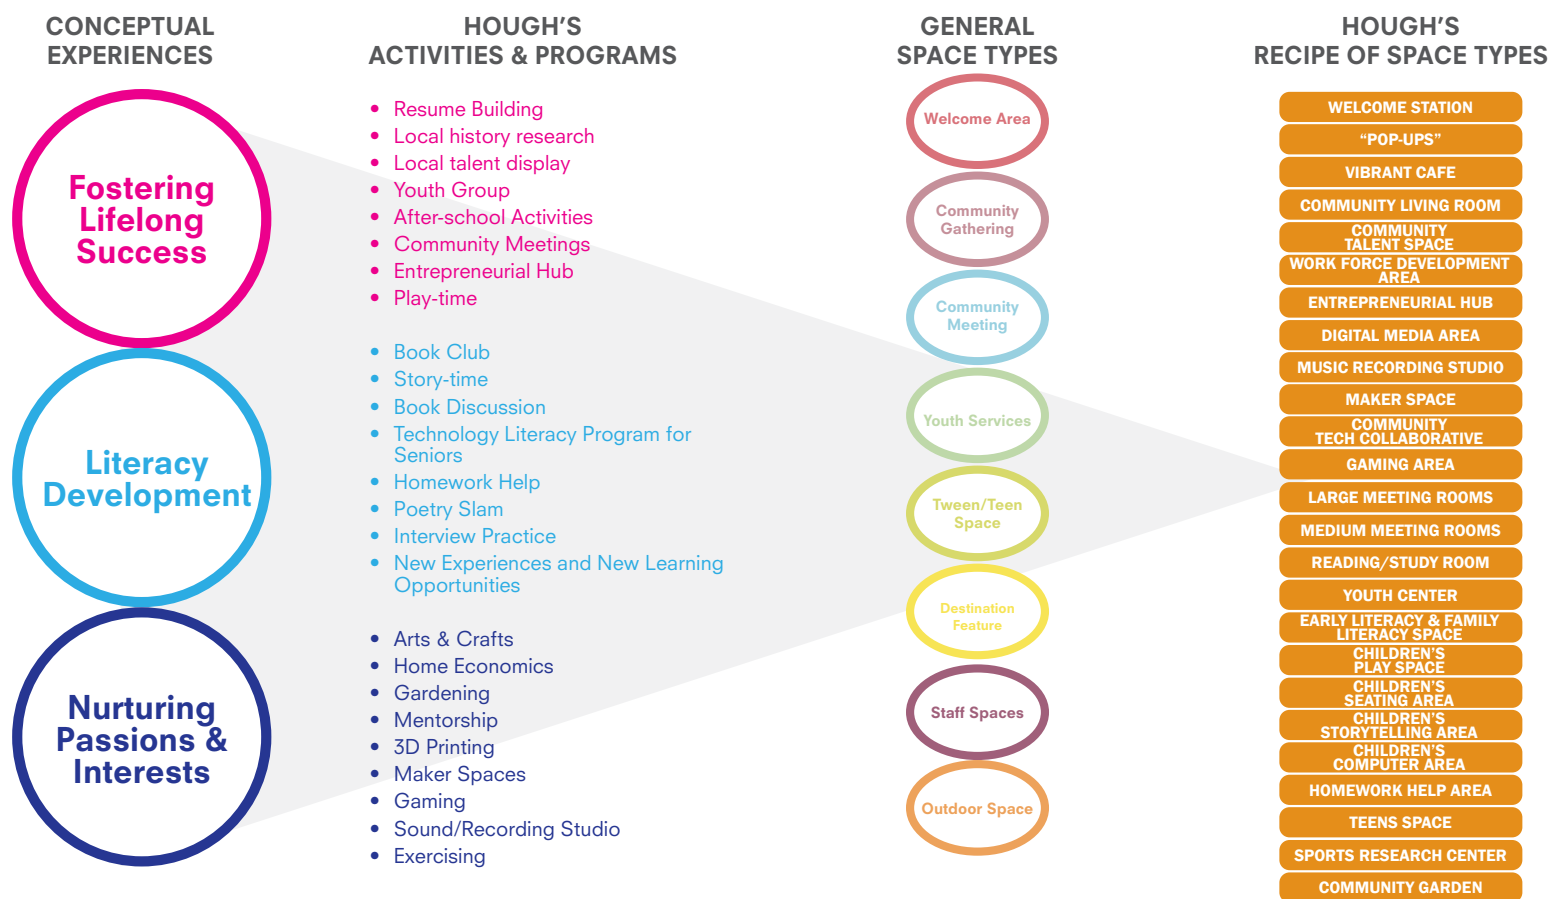 CONCEPTUAL
EXPERIENCES
Fostering
Lifelong
Success
Literacy
Development
Nurturing
Passions &
Interests
HOUGH’S
ACTIVITIES & PROGRAMS
• Resume Building
• Local history research
• Local talent display
• Youth Group
• After-school Activities
• Community Meetings
• Entrepreneurial Hub
• Play-time
• Book Club
• Story-time
• Book Discussion
• Technology Literacy Program for
Seniors
• Homework Help
• Poetry Slam
• Interview Practice
• New Experiences and New Learning
Opportunities
• Arts & Crafts
• Home Economics
• Gardening
• Mentorship
• 3D Printing
• Maker Spaces
• Gaming
• Sound/Recording Studio
• Exercising
GENERAL
SPACE TYPES
Welcome Area
Community
Gathering
Community
Meeting
Youth Services
Tween/Teen
Space
Destination
Feature
Staff Spaces
Outdoor Space
HOUGH’S
RECIPE OF SPACE TYPES
WELCOME STATION
“POP-UPS”
VIBRANT CAFE
COMMUNITY LIVING ROOM
COMMUNITY
TALENT SPACE
WORK FORCE DEVELOPMENT
AREA
ENTREPRENEURIAL HUB
DIGITAL MEDIA AREA
MUSIC RECORDING STUDIO
MAKER SPACE
COMMUNITY
TECH COLLABORATIVE
GAMING AREA
LARGE MEETING ROOMS
MEDIUM MEETING ROOMS
READING/STUDY ROOM
YOUTH CENTER
EARLY LITERACY & FAMILY
LITERACY SPACE
CHILDREN’S
PLAY SPACE
CHILDREN’S
SEATING AREA
CHILDREN’S
STORYTELLING AREA
CHILDREN’S
COMPUTER AREA
HOMEWORK HELP AREA
TEENS SPACE
SPORTS RESEARCH CENTER
COMMUNITY GARDEN